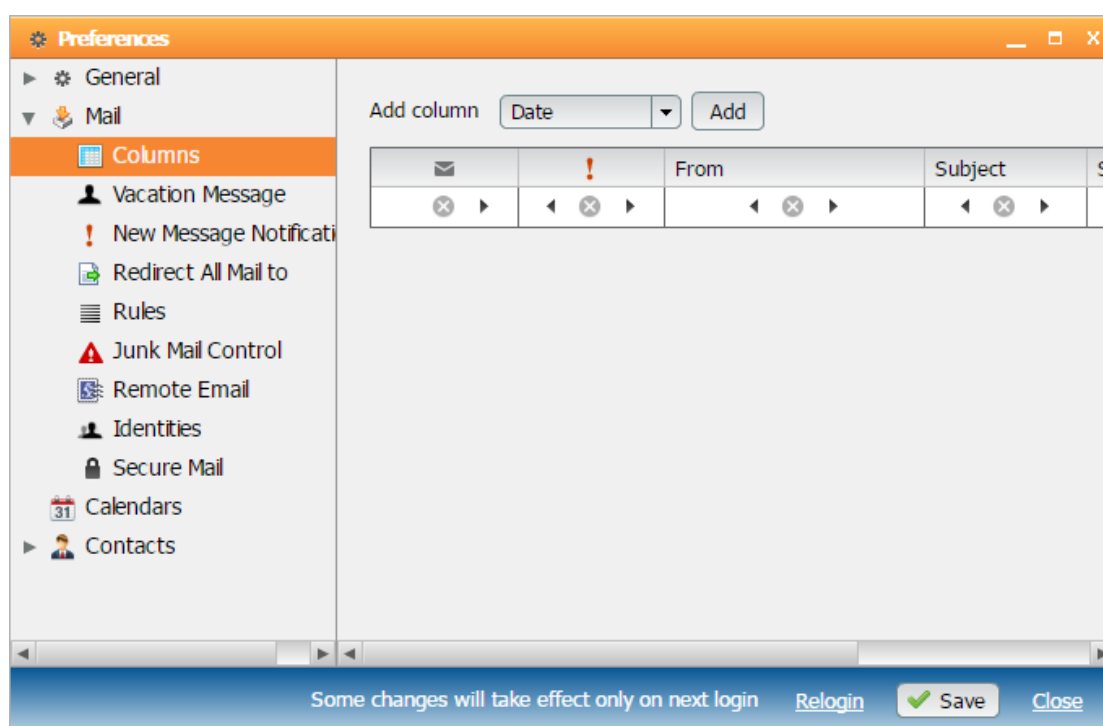 Preferences
General
Mail
Columns
Vacation Message
New Message Notificati
Redirect All Mail to
Rules
Junk Mail Control
Remote Email
Identities
Secure Mail
31 Calendars
Contacts
Add column Date Add
! From Subject S
Some changes will take effect only on next login Relogin Save Close